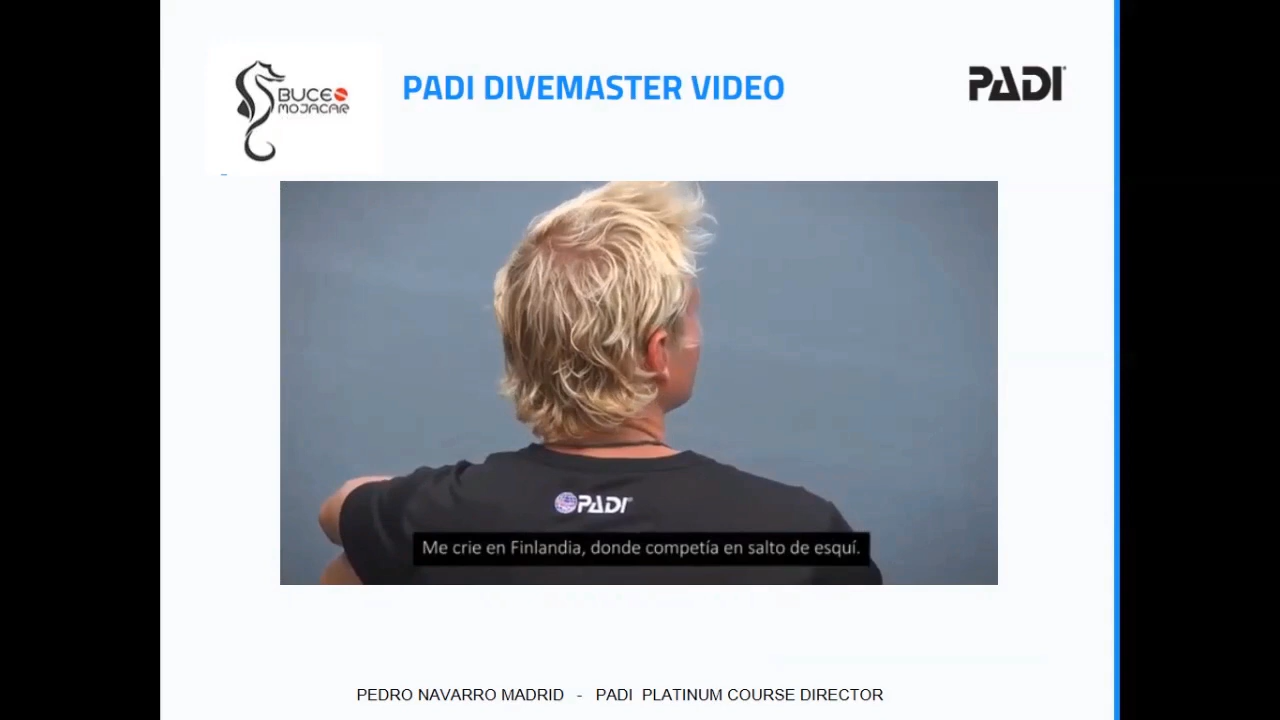 BUCEO
MOJACAR
PADI DIVEMASTER VIDEO
PADI
PADI
Me crie en Finlandia, donde competía en salto de esquí.
PEDRO NAVARRO MADRID - PADI PLATINUM COURSE DIRECTOR